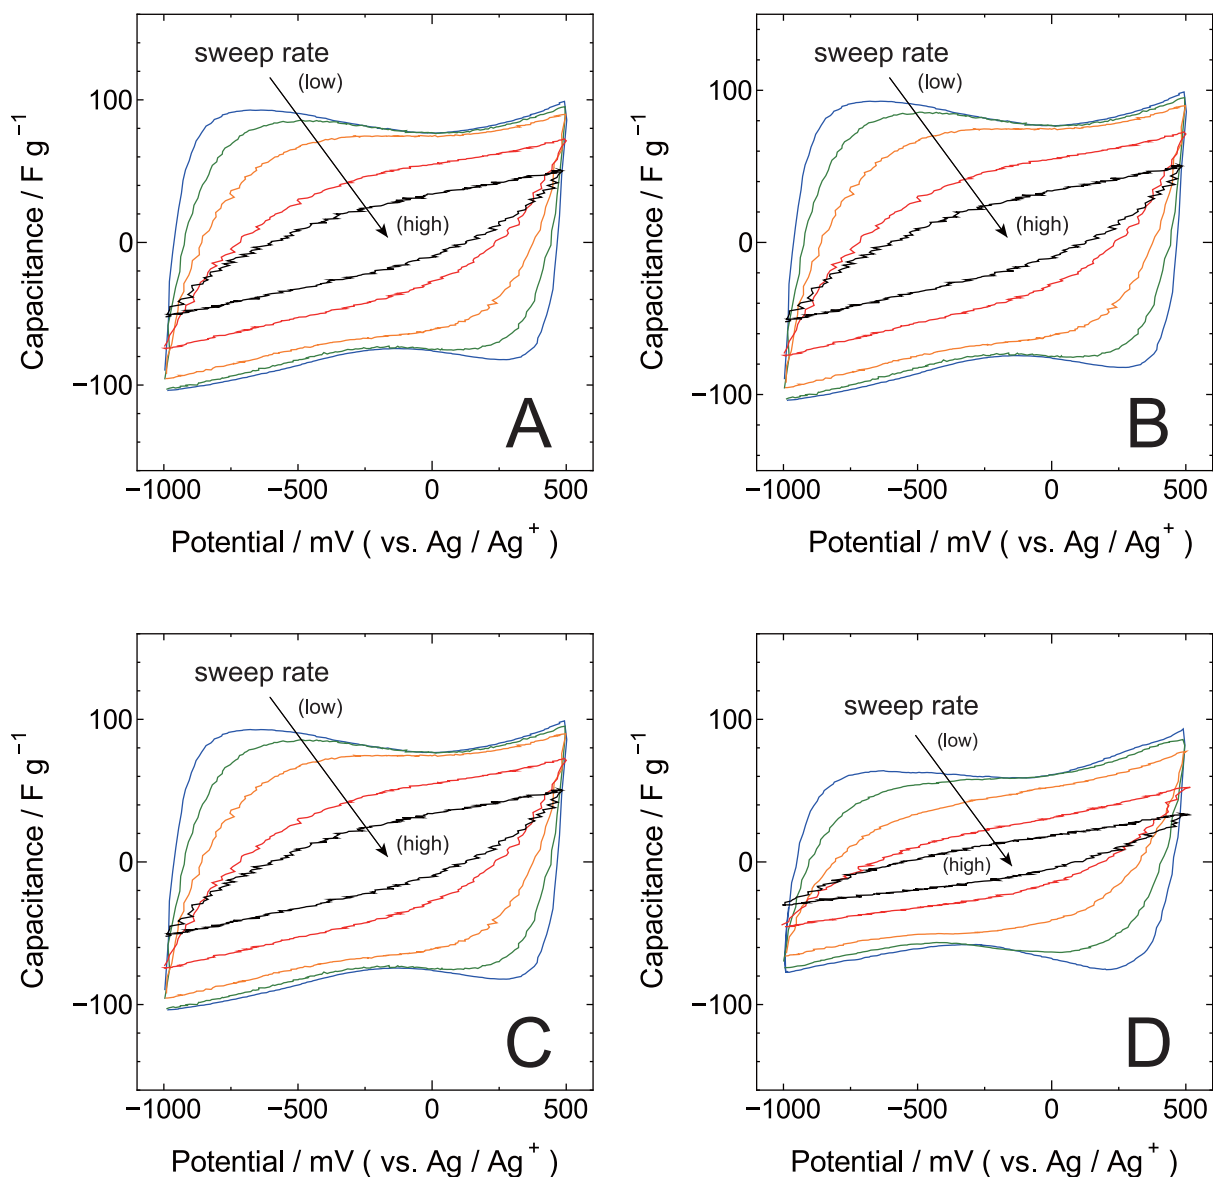 sweep rate
(low)
(high)
100
0
−100
Capacitance / F g⁻¹
A
−1000 −500 0 500
Potential / mV ( vs. Ag / Ag⁺ )
sweep rate
(low)
(high)
100
0
−100
Capacitance / F g⁻¹
B
−1000 −500 0 500
Potential / mV ( vs. Ag / Ag⁺ )
sweep rate
(low)
(high)
100
0
−100
Capacitance / F g⁻¹
C
−1000 −500 0 500
Potential / mV ( vs. Ag / Ag⁺ )
sweep rate
(low)
(high)
100
0
−100
Capacitance / F g⁻¹
D
−1000 −500 0 500
Potential / mV ( vs. Ag / Ag⁺ )